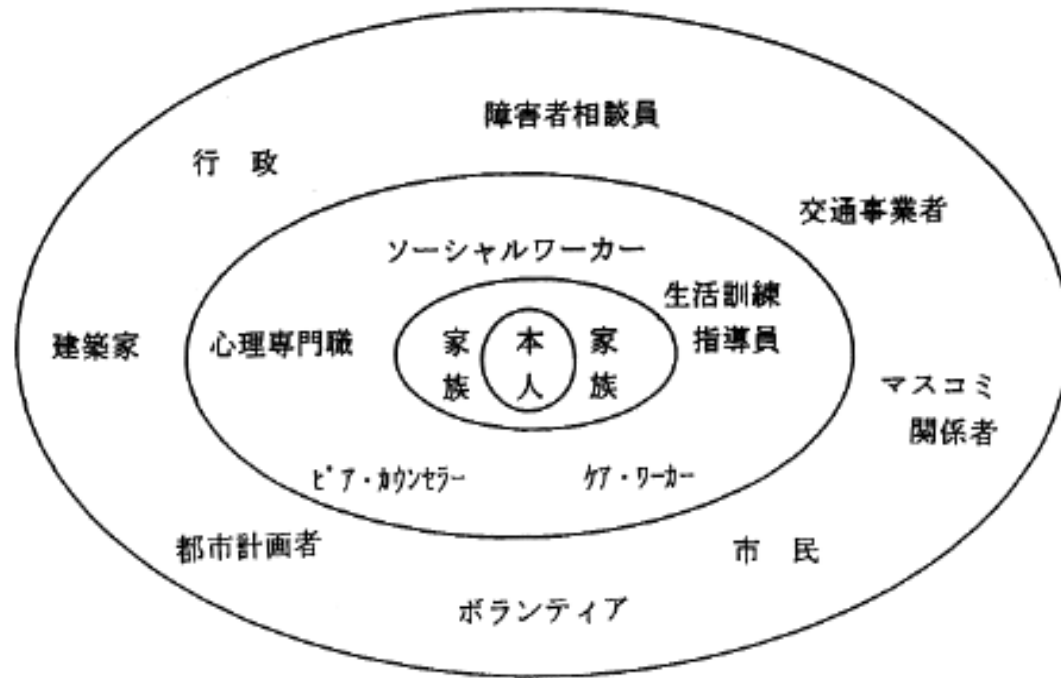 障害者相談員
行　政
交通事業者
ソーシャルワーカー
生活訓練
指導員
建築家
心理専門職
家族
本人
家族
マスコミ
関係者
ﾋﾟア・ｶウンセラー
ｹア・ワーカー
都市計画者
市　民
ボランティア